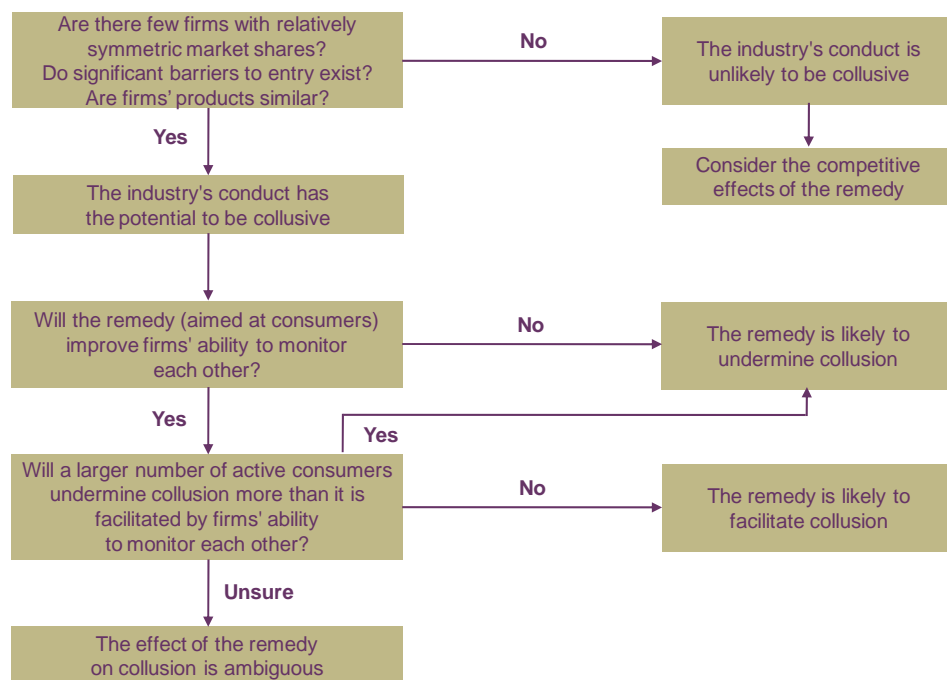 Are there few firms with relatively
symmetric market shares?
Do significant barriers to entry exist?
Are firms' products similar?
No
The industry's conduct is
unlikely to be collusive
Yes
Consider the competitive
effects of the remedy
The industry's conduct has
the potential to be collusive
Will the remedy (aimed at consumers)
improve firms' ability to monitor
each other?
No
The remedy is likely to
undermine collusion
Yes
Yes
Will a larger number of active consumers
undermine collusion more than it is
facilitated by firms' ability
to monitor each other?
No
The remedy is likely to
facilitate collusion
Unsure
The effect of the remedy
on collusion is ambiguous